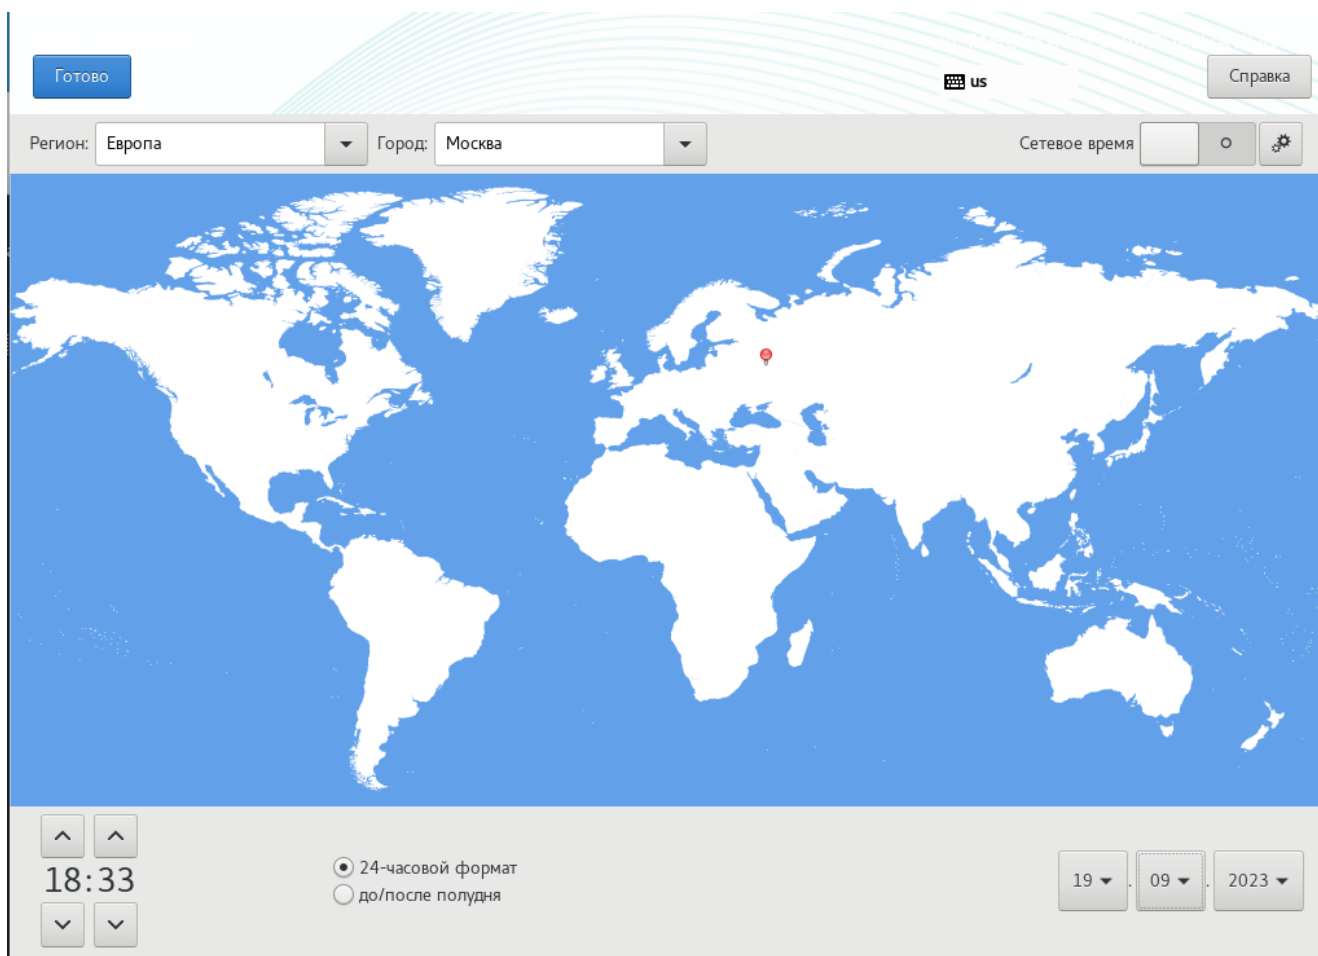 Готово
us
Справка
Регион: Европа Город: Москва Сетевое время
18:33
24-часовой формат
до/после полудня
19 . 09 . 2023